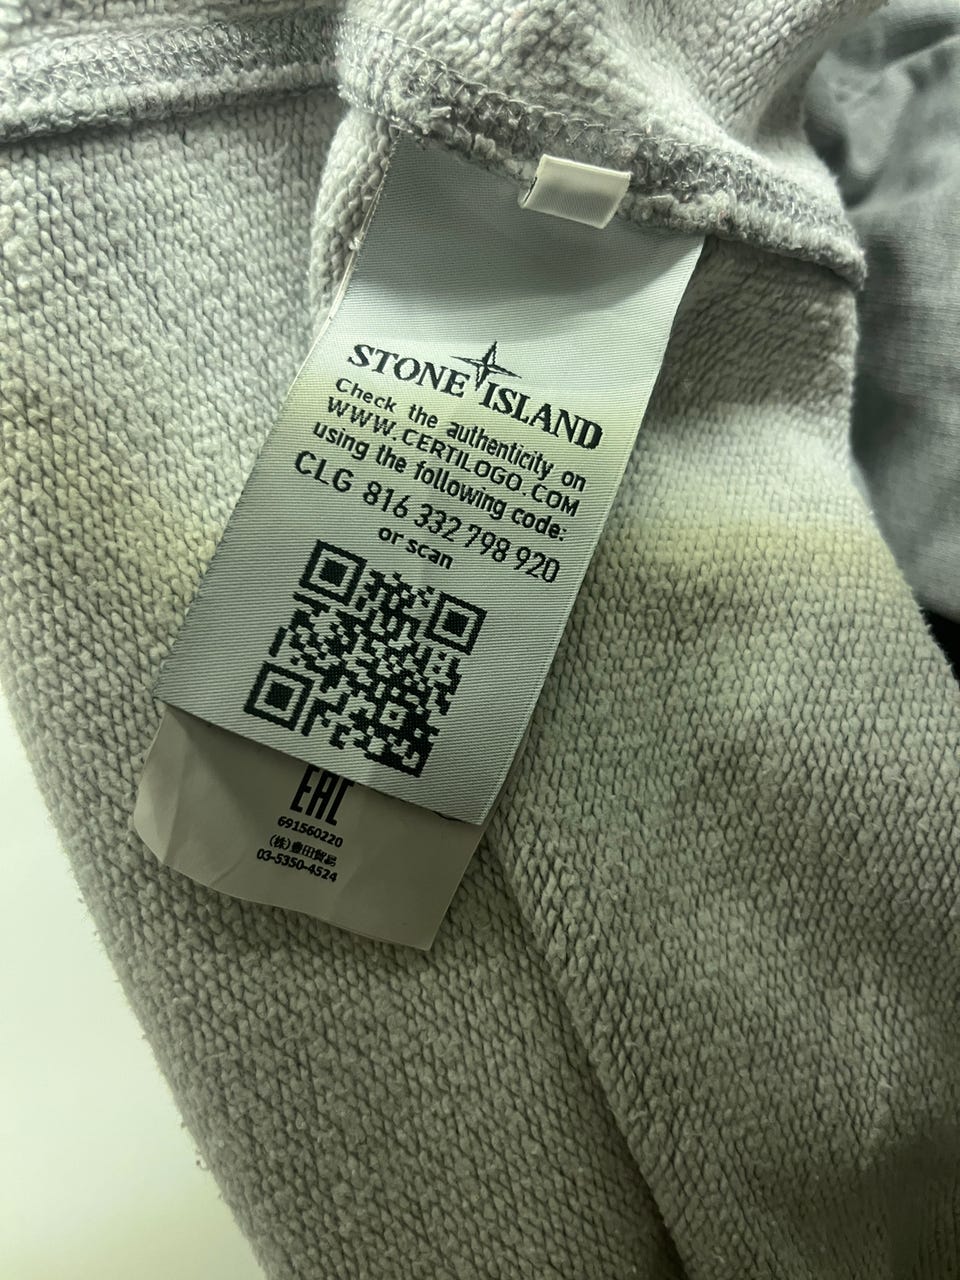 STONE ISLAND
Check the authenticity on
WWW.CERTILOGO.COM
using the following code:
CLG 816 332 798 920
or scan
EAC
691560220
(株)豊田貿易
03-5350-4524